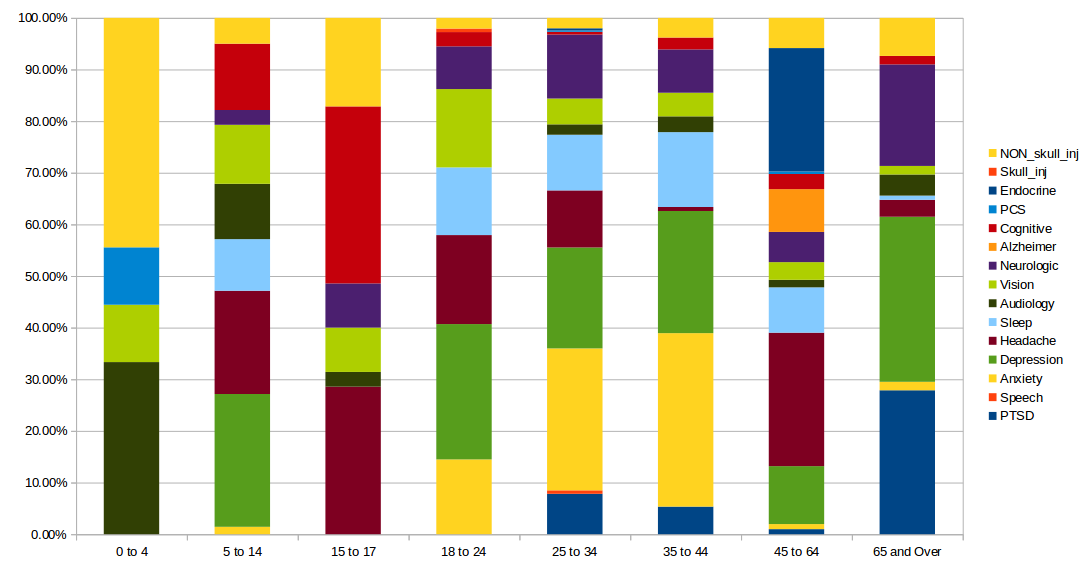 100.00%
90.00%
80.00%
70.00%
60.00%
50.00%
40.00%
30.00%
20.00%
10.00%
0.00%
0 to 4
5 to 14
15 to 17
18 to 24
25 to 34
35 to 44
45 to 64
65 and Over
NON_skull_inj
Skull_inj
Endocrine
PCS
Cognitive
Alzheimer
Neurologic
Vision
Audiology
Sleep
Headache
Depression
Anxiety
Speech
PTSD